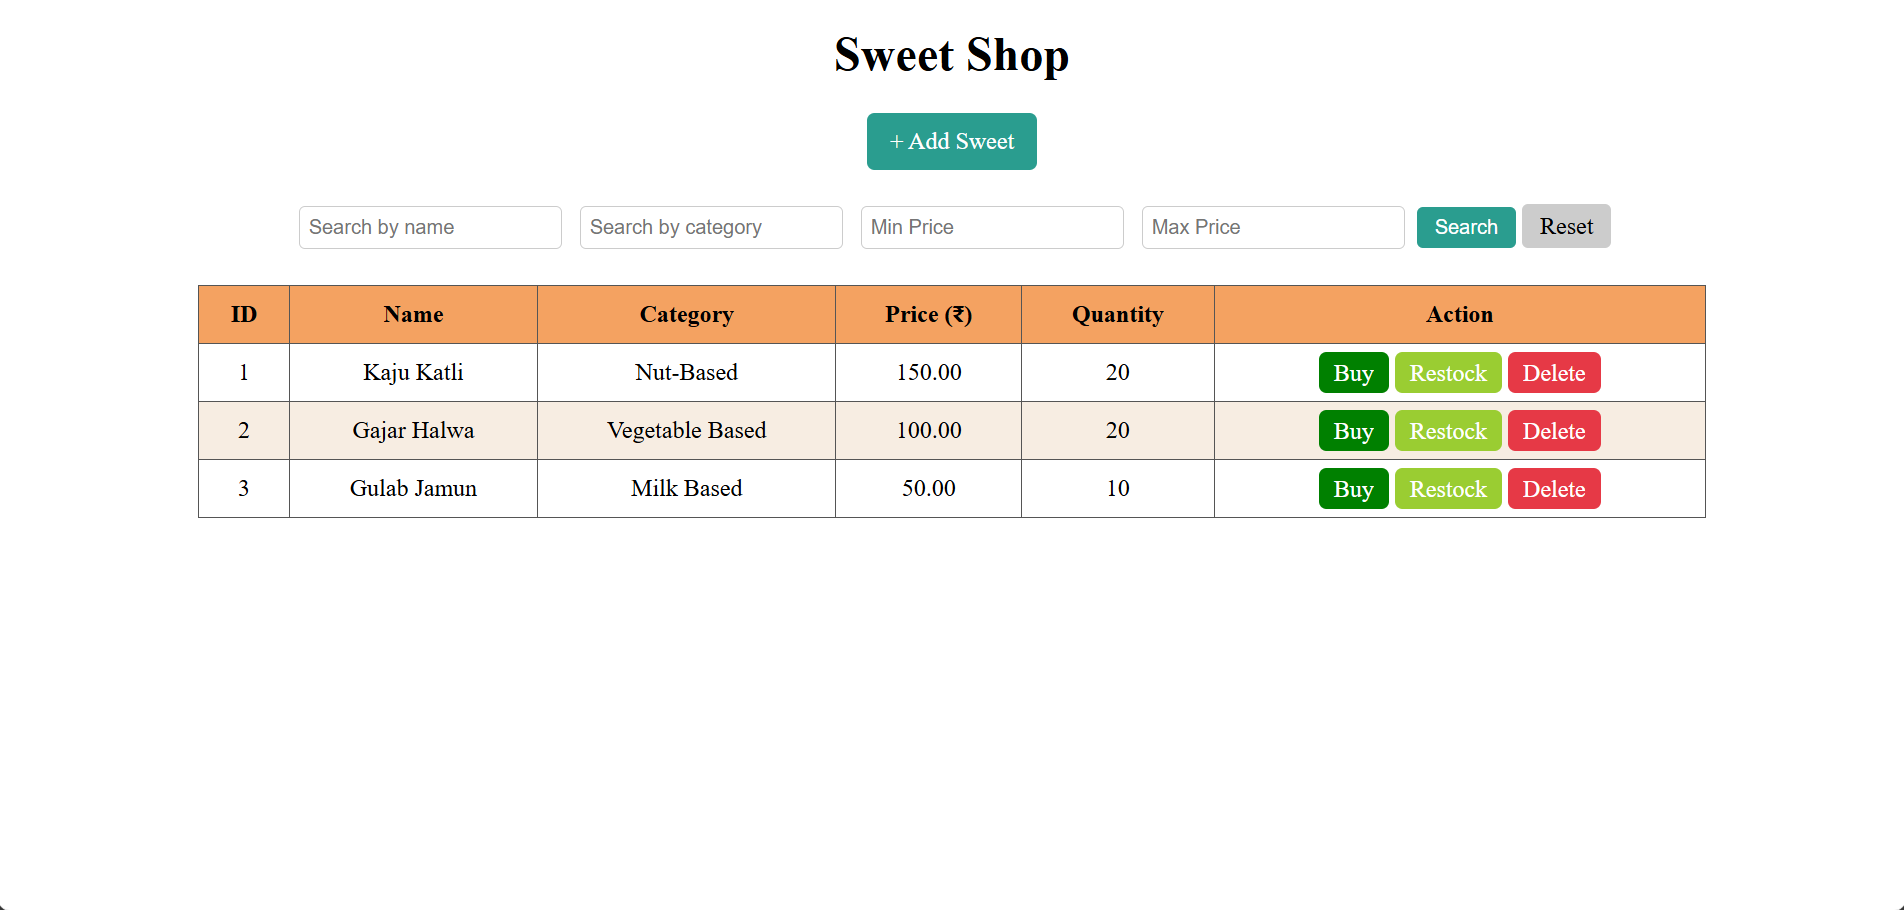 Sweet Shop
+ Add Sweet
Search by name Search by category Min Price Max Price Search Reset
ID Name Category Price (₹) Quantity Action
1 Kaju Katli Nut-Based 150.00 20 Buy Restock Delete
2 Gajar Halwa Vegetable Based 100.00 20 Buy Restock Delete
3 Gulab Jamun Milk Based 50.00 10 Buy Restock Delete